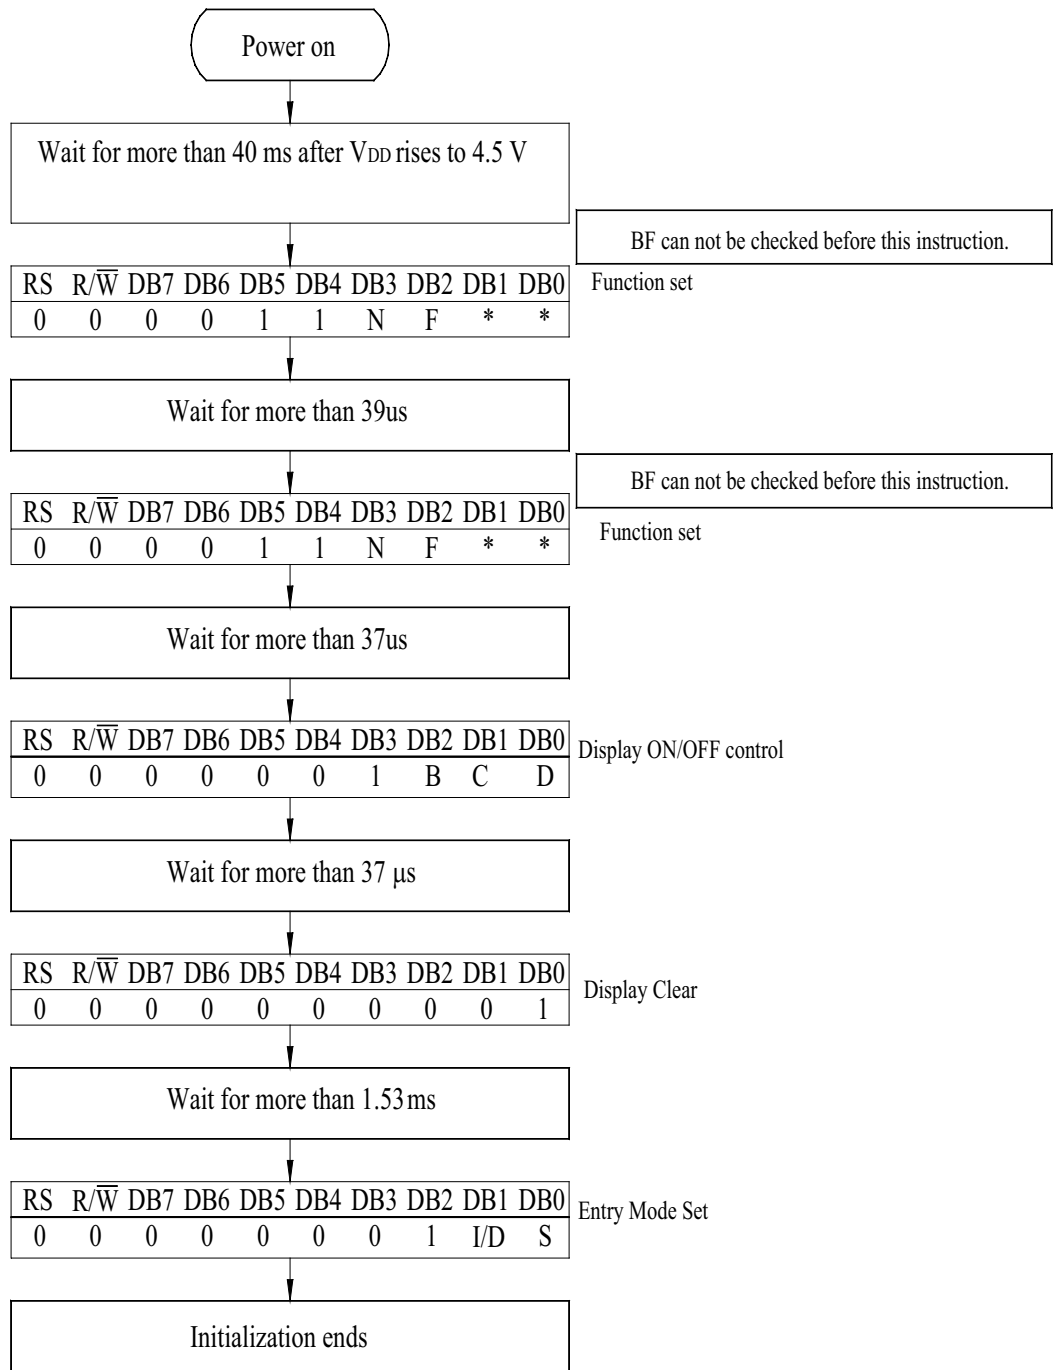 Power on
Wait for more than 40 ms after VDD rises to 4.5 V
BF can not be checked before this instruction.
RS R/W̅ DB7 DB6 DB5 DB4 DB3 DB2 DB1 DB0
Function set
0 0 0 0 1 1 N F * *
Wait for more than 39us
BF can not be checked before this instruction.
RS R/W̅ DB7 DB6 DB5 DB4 DB3 DB2 DB1 DB0
Function set
0 0 0 0 1 1 N F * *
Wait for more than 37us
RS R/W̅ DB7 DB6 DB5 DB4 DB3 DB2 DB1 DB0
Display ON/OFF control
0 0 0 0 0 0 1 B C D
Wait for more than 37 μs
RS R/W̅ DB7 DB6 DB5 DB4 DB3 DB2 DB1 DB0
Display Clear
0 0 0 0 0 0 0 0 0 1
Wait for more than 1.53ms
RS R/W̅ DB7 DB6 DB5 DB4 DB3 DB2 DB1 DB0
Entry Mode Set
0 0 0 0 0 0 0 1 I/D S
Initialization ends